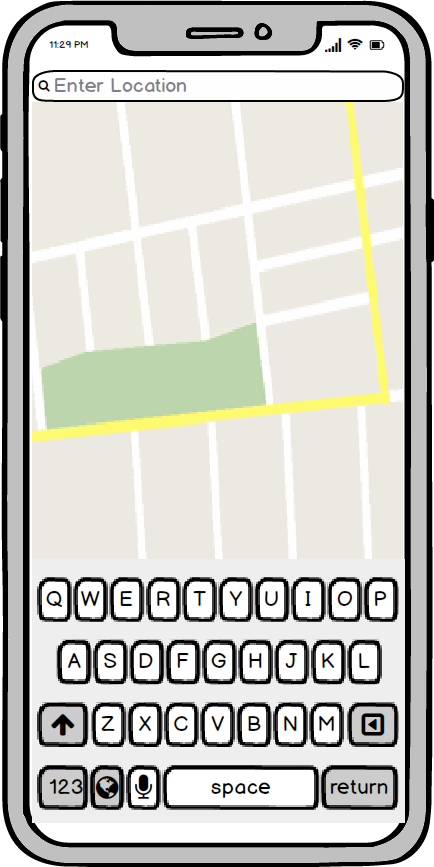 11:29 PM
Enter Location
Q W E R T Y U I O P
A S D F G H J K L
Z X C V B N M
123 space return